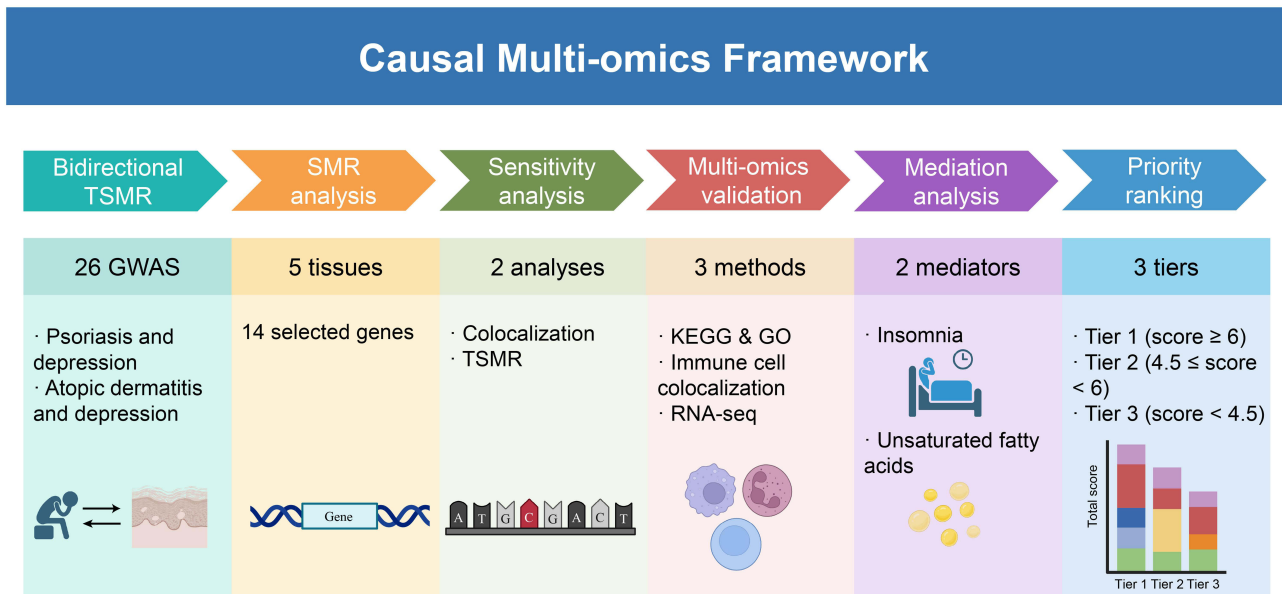 Causal Multi-omics Framework
Bidirectional
TSMR
SMR
analysis
Sensitivity
analysis
Multi-omics
validation
Mediation
analysis
Priority
ranking
26 GWAS
5 tissues
2 analyses
3 methods
2 mediators
3 tiers
· Psoriasis and
depression
· Atopic dermatitis
and depression
14 selected genes
Gene
· Colocalization
· TSMR
A T G C G A C T
· KEGG & GO
· Immune cell
colocalization
· RNA-seq
· Insomnia
· Unsaturated fatty
acids
· Tier 1 (score ≥ 6)
· Tier 2 (4.5 ≤ score
< 6)
· Tier 3 (score < 4.5)
Total score
Tier 1 Tier 2 Tier 3